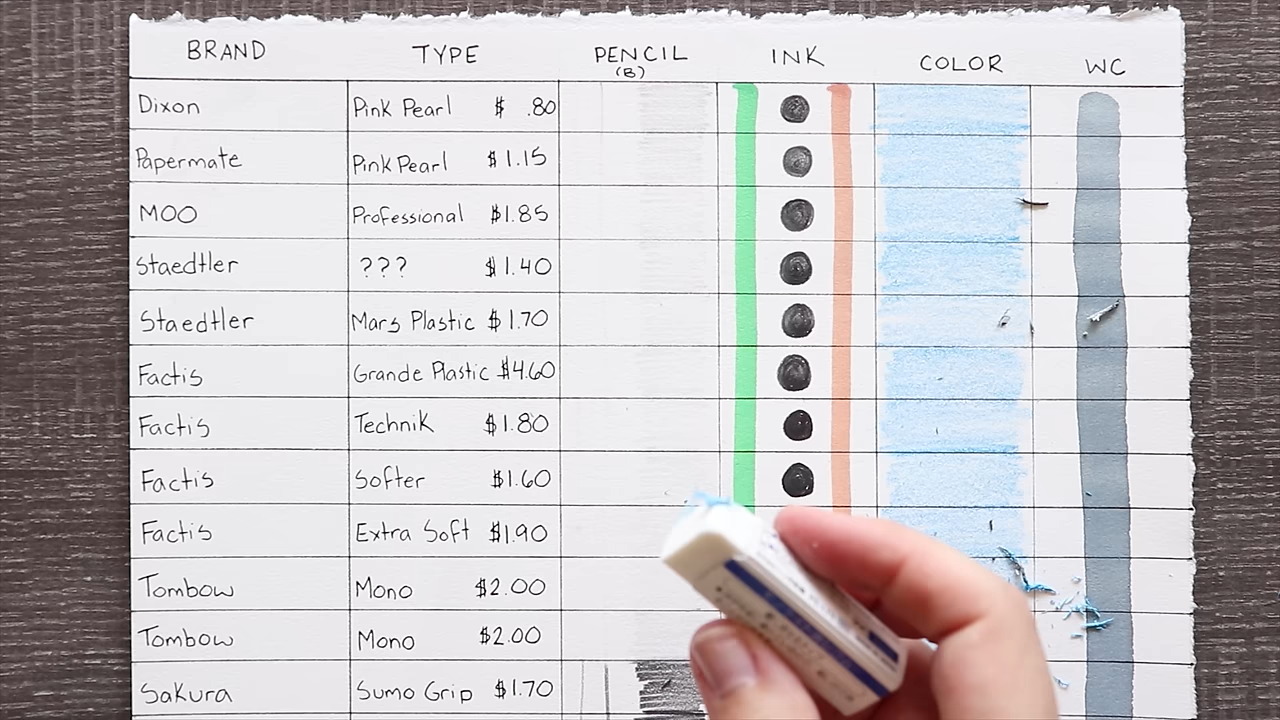 BRAND TYPE PENCIL INK COLOR WC
(B)
Dixon Pink Pearl $ .80
Papermate Pink Pearl $1.15
MOO Professional $1.85
Staedtler ??? $1.40
Staedtler Mars Plastic $1.70
Factis Grande Plastic $4.60
Factis Technik $1.80
Factis Softer $1.60
Factis Extra Soft $1.90
Tombow Mono $2.00
Tombow Mono $2.00
Sakura Sumo Grip $1.70